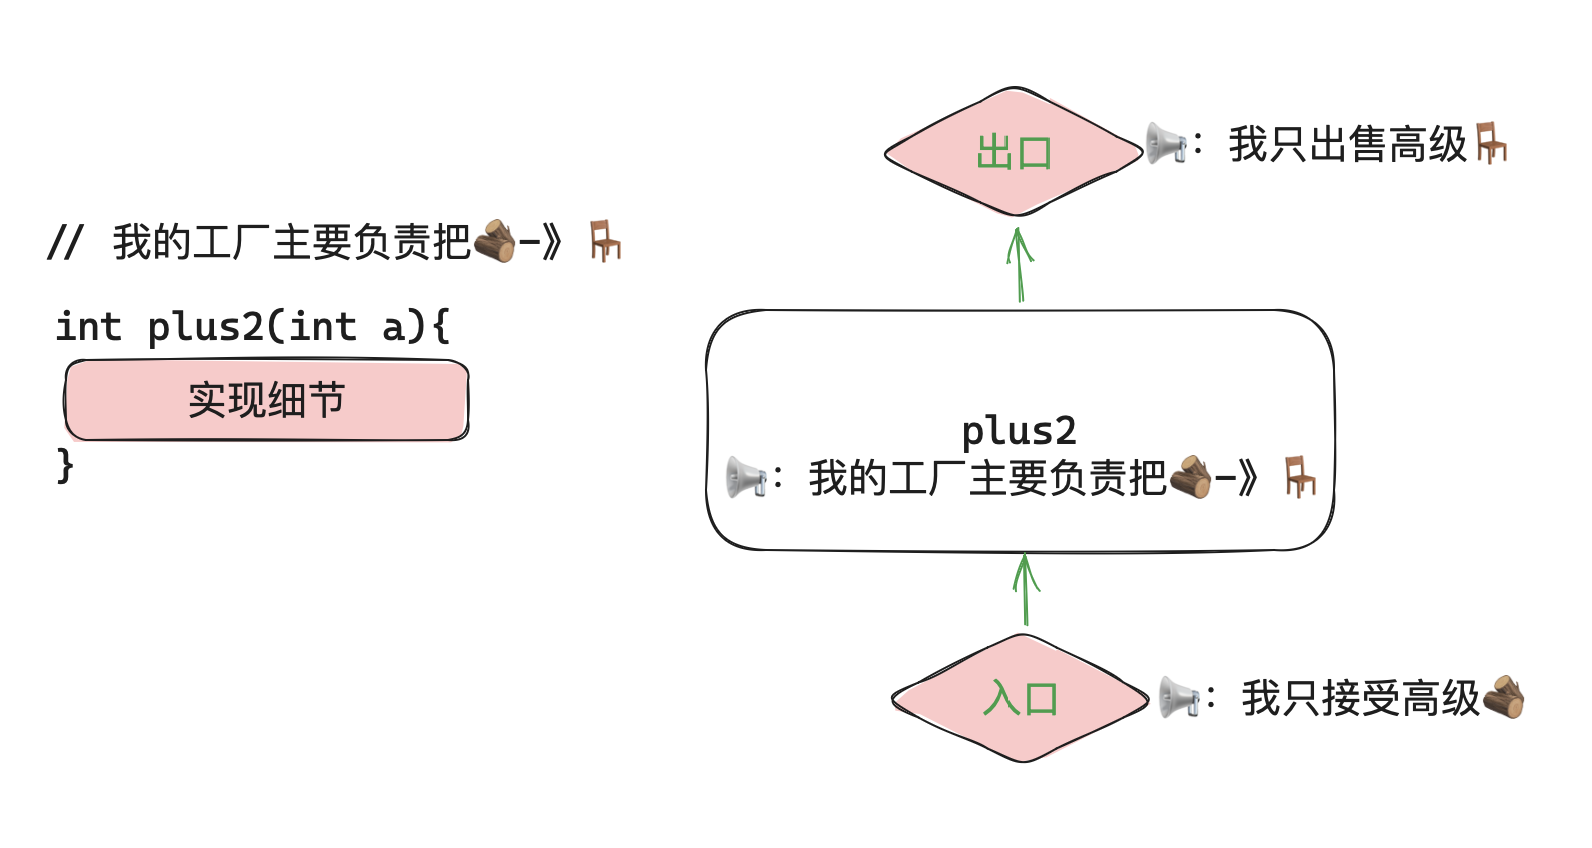 // 我的工厂主要负责把🪵-》🪑
int plus2(int a){
实现细节
}
出口
📢：我只出售高级🪑
plus2
📢：我的工厂主要负责把🪵-》🪑
入口
📢：我只接受高级🪵